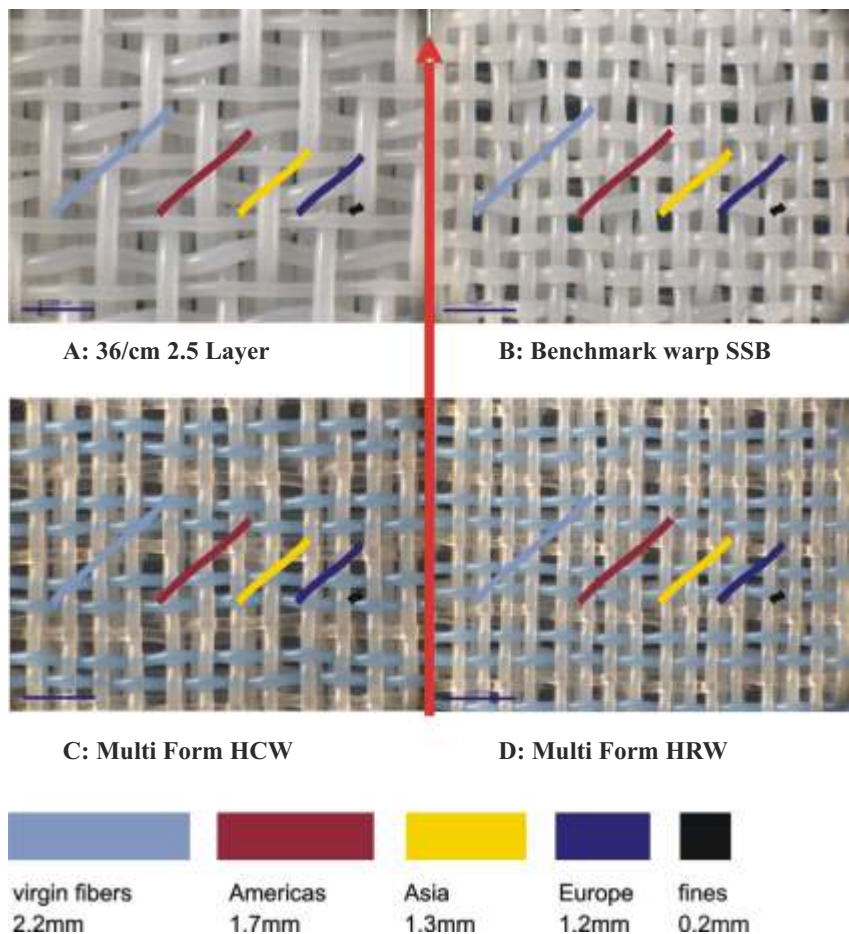 A: 36/cm 2.5 Layer
B: Benchmark warp SSB
C: Multi Form HCW
D: Multi Form HRW
virgin fibers
2.2mm
Americas
1.7mm
Asia
1.3mm
Europe
1.2mm
fines
0.2mm